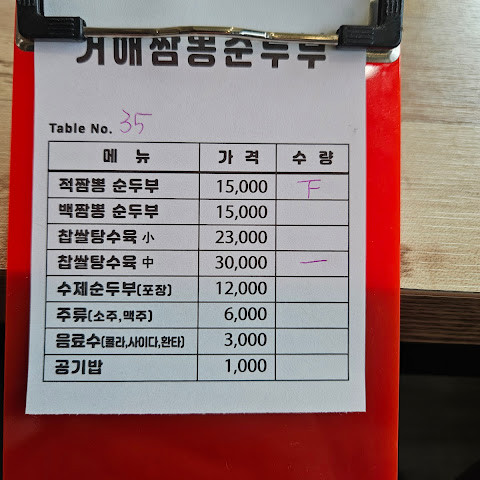 거해짬뽕순두부
Table No. 35
메 뉴 가 격 수 량
적짬뽕 순두부 15,000 下
백짬뽕 순두부 15,000
찹쌀탕수육 小 23,000
찹쌀탕수육 中 30,000 一
수제순두부(포장) 12,000
주류(소주,맥주) 6,000
음료수(콜라,사이다,환타) 3,000
공기밥 1,000